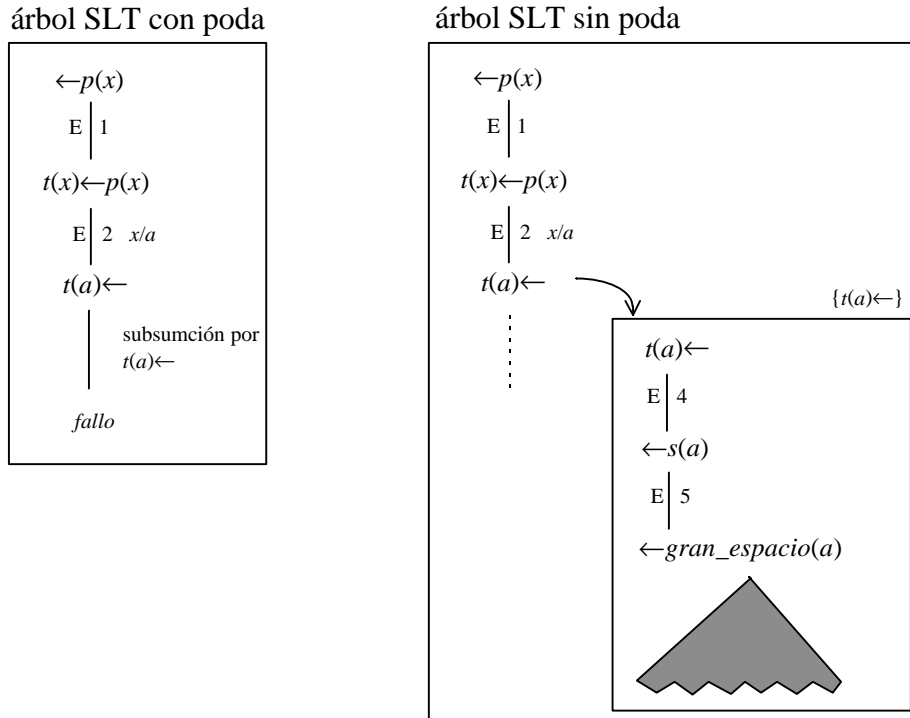 árbol SLT con poda
←p(x)
E 1
t(x)←p(x)
E 2 x/a
t(a)←
subsumción por
t(a)←
fallo
árbol SLT sin poda
←p(x)
E 1
t(x)←p(x)
E 2 x/a
t(a)←
{t(a)←}
t(a)←
E 4
←s(a)
E 5
←gran_espacio(a)